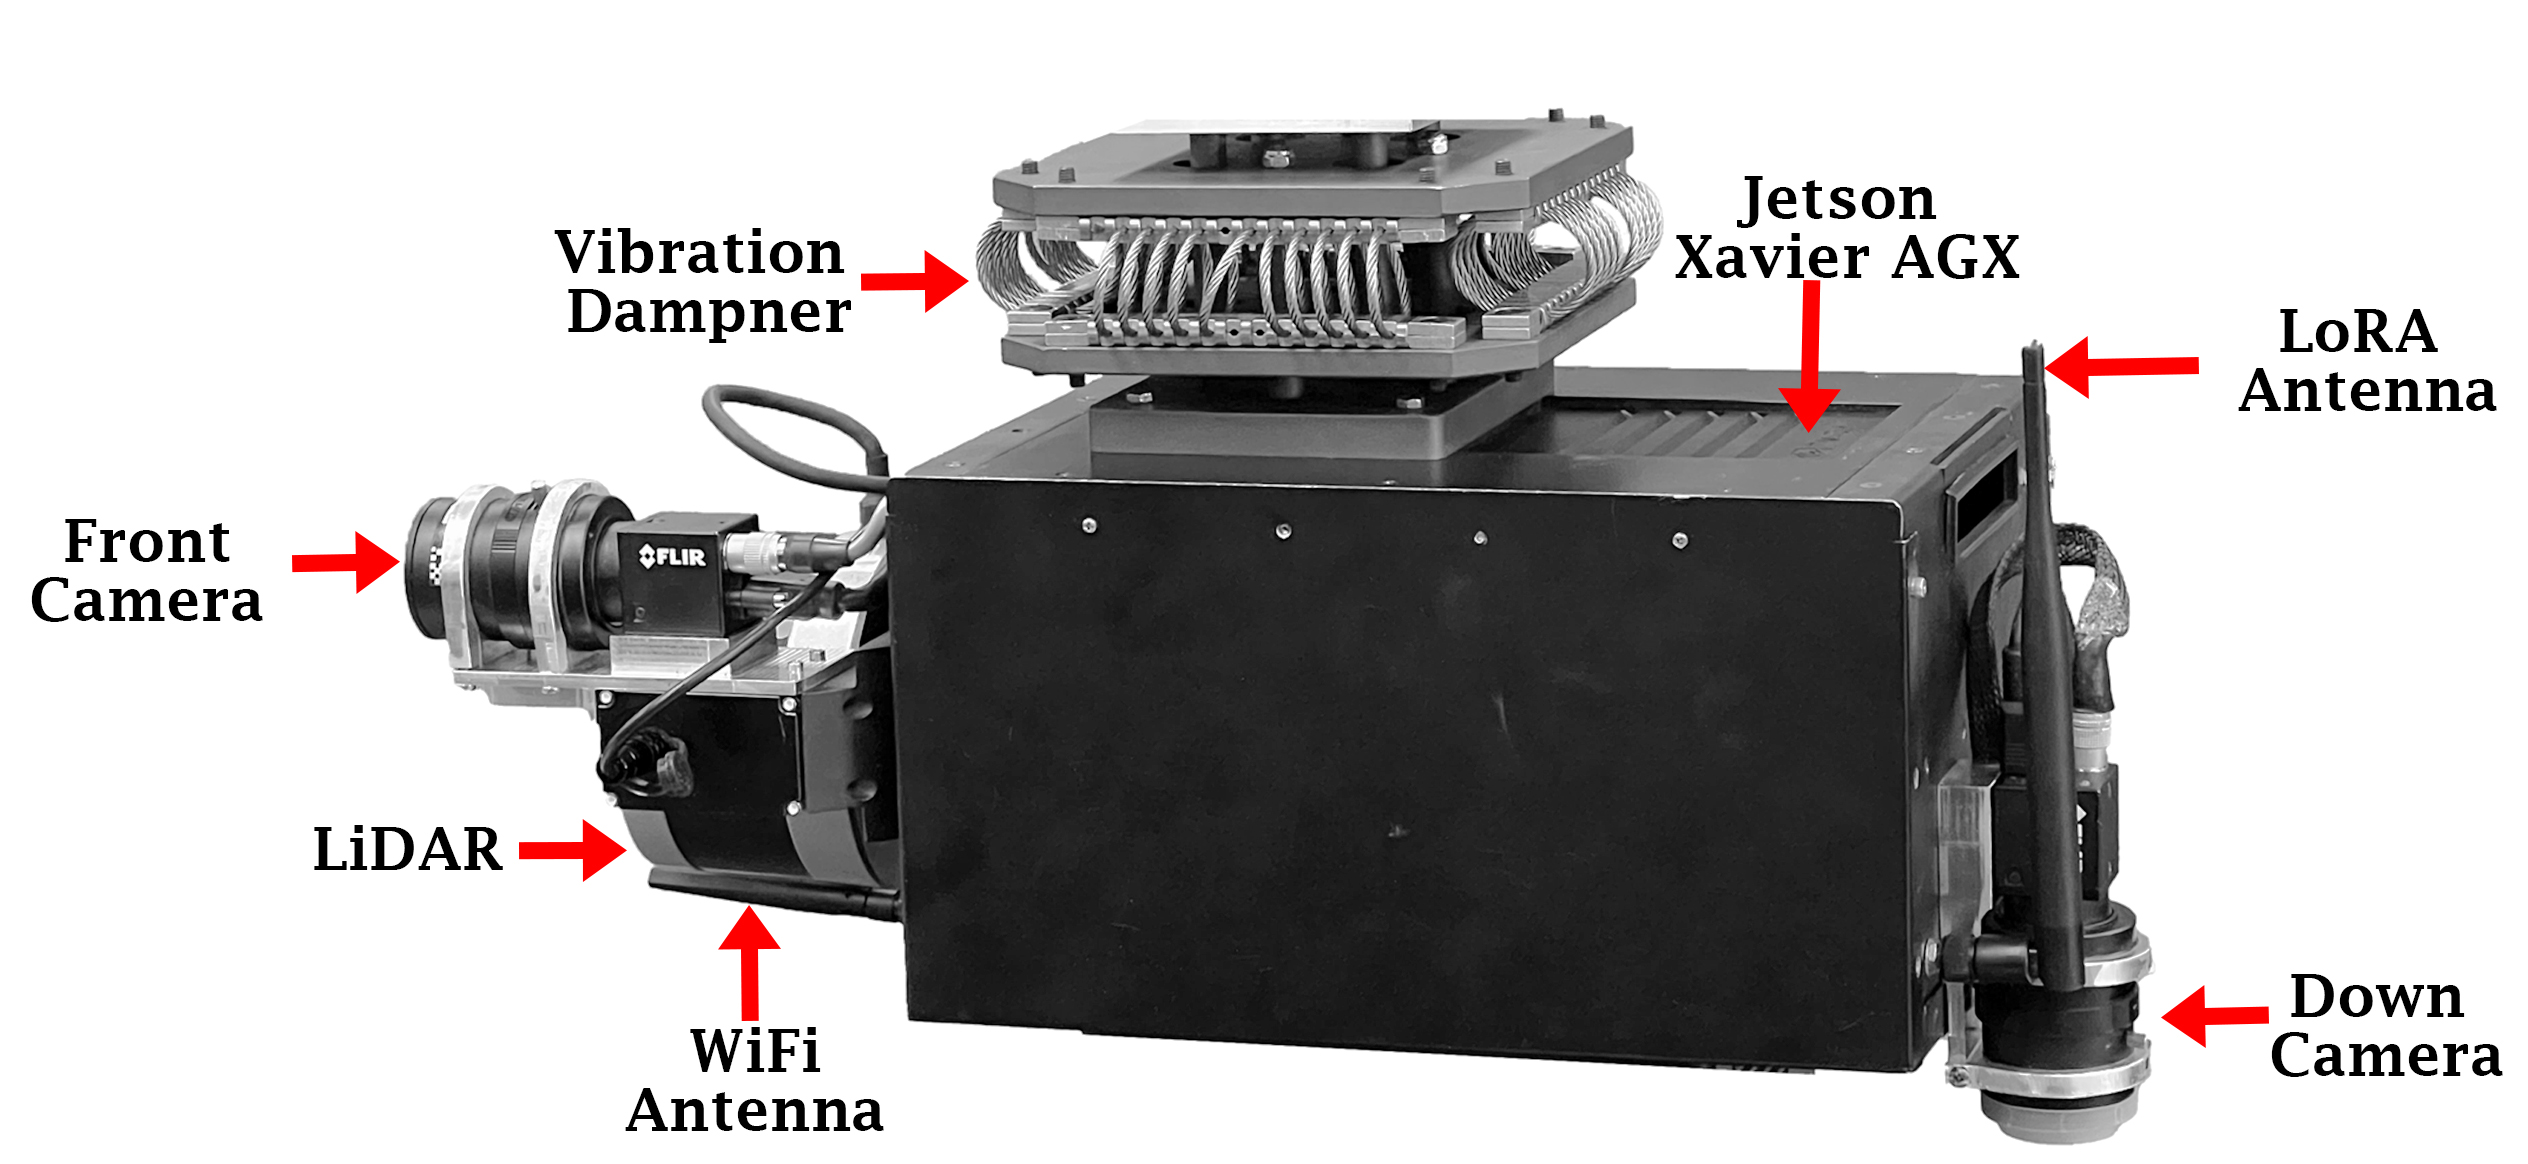 Vibration
Dampner
Jetson
Xavier AGX
LoRA
Antenna
Front
Camera
FLIR
LiDAR
WiFi
Antenna
Down
Camera